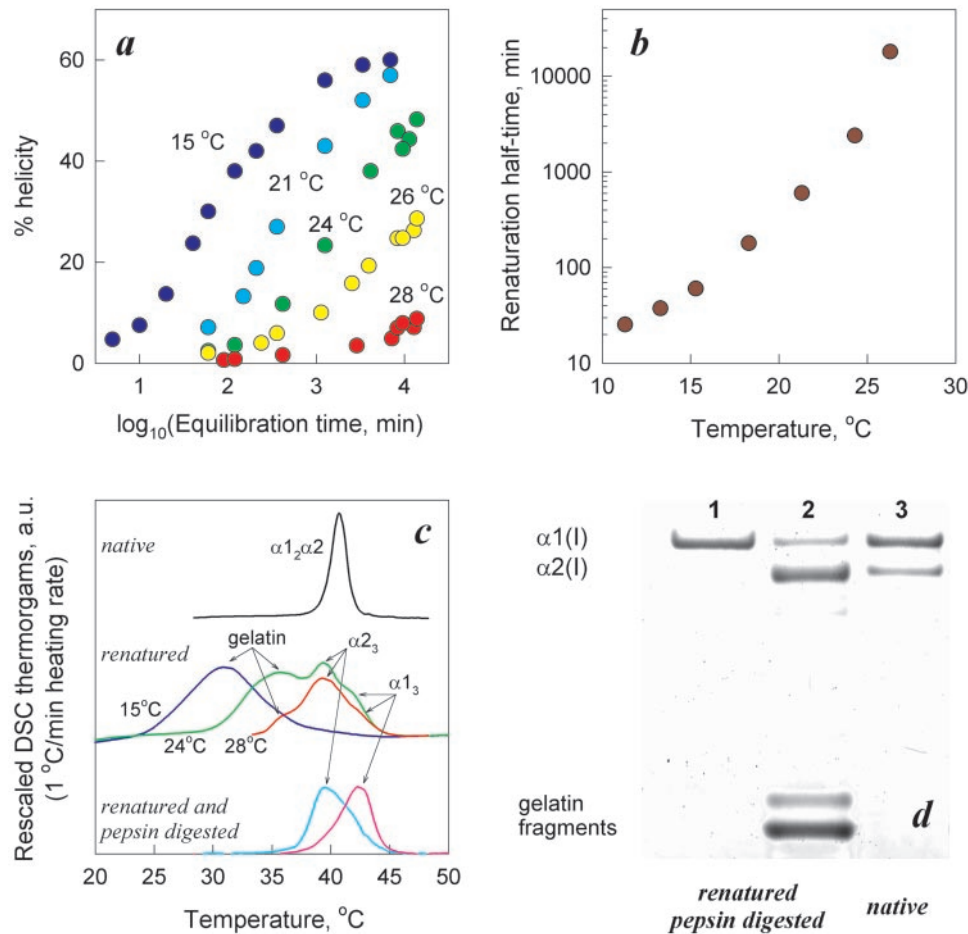 a
60
40
20
0
% helicity
15 °C
21 °C
24 °C
26 °C
28 °C
1
2
3
4
log10(Equilibration time, min)
b
10000
1000
100
10
Renaturation half-time, min
10
15
20
25
30
Temperature, °C
c
Rescaled DSC thermorgams, a.u.
(1 °C/min heating rate)
native
α1₂α2
renatured
gelatin
α2₃
α1₃
15°C
24°C
28°C
renatured and
pepsin digested
20 25 30 35 40 45 50
Temperature, °C
1 2 3
α1(I)
α2(I)
gelatin
fragments
d
renatured
pepsin digested
native